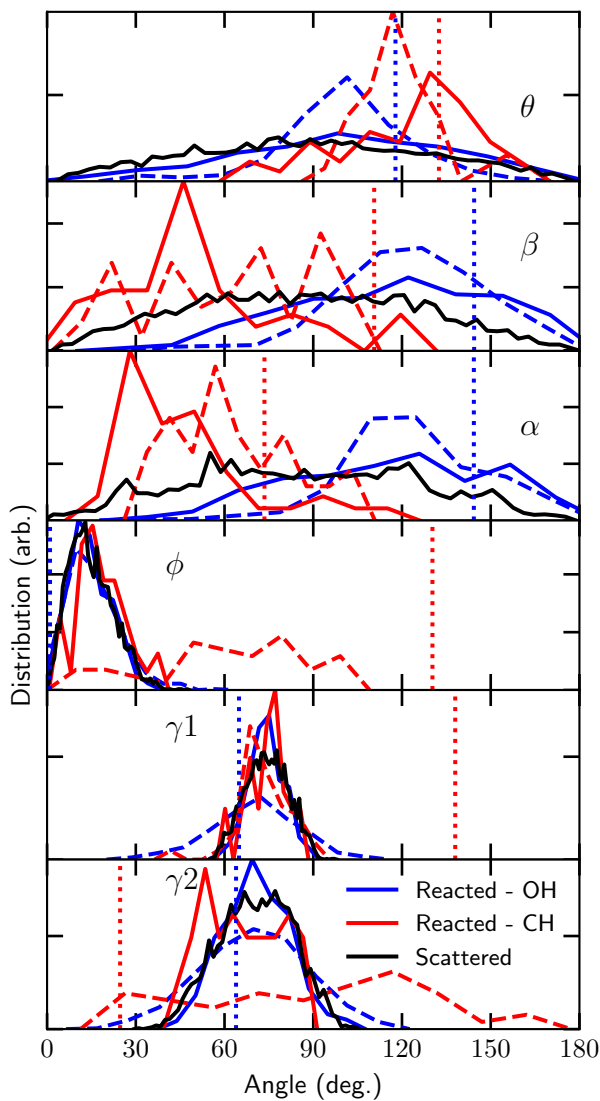 θ
β
α
ϕ
γ1
γ2
Distribution (arb.)
Reacted - OH
Reacted - CH
Scattered
0 30 60 90 120 150 180
Angle (deg.)